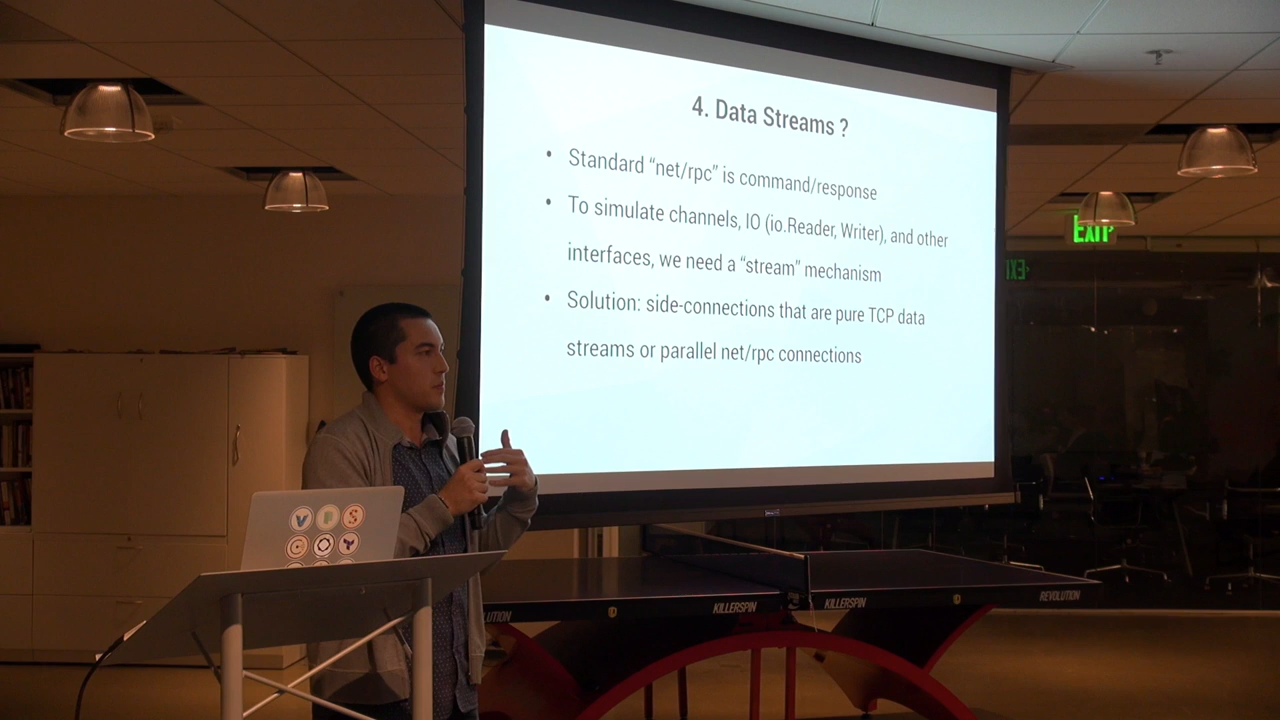 4. Data Streams ?
• Standard “net/rpc” is command/response
• To simulate channels, IO (io.Reader, Writer), and other
interfaces, we need a “stream” mechanism
• Solution: side-connections that are pure TCP data
streams or parallel net/rpc connections
EXIT
EXI
V P S
LUTION
KILLERSPIN
KILLERSPIN
REVOLUTION